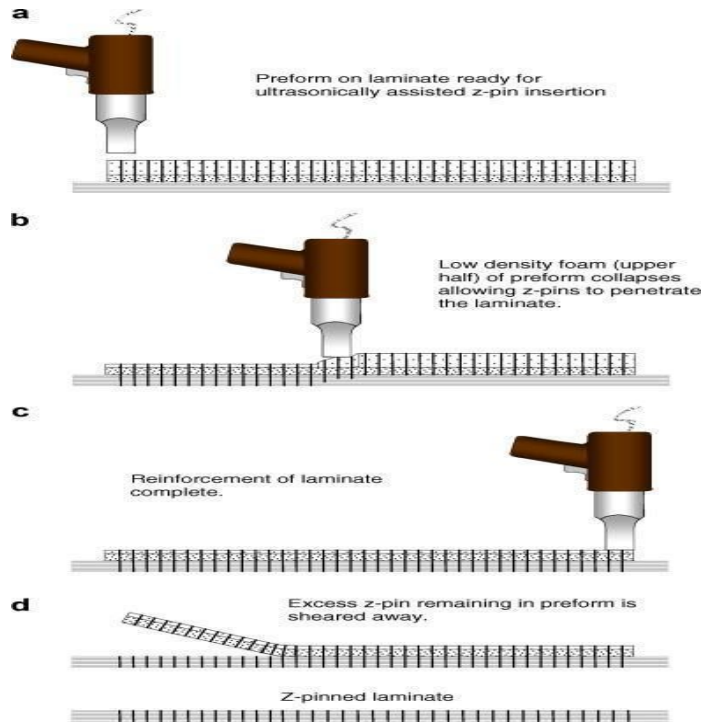 a
Preform on laminate ready for
ultrasonically assisted z-pin insertion
b
Low density foam (upper
half) of preform collapses
allowing z-pins to penetrate
the laminate.
c
Reinforcement of laminate
complete.
d
Excess z-pin remaining in preform is
sheared away.
Z-pinned laminate